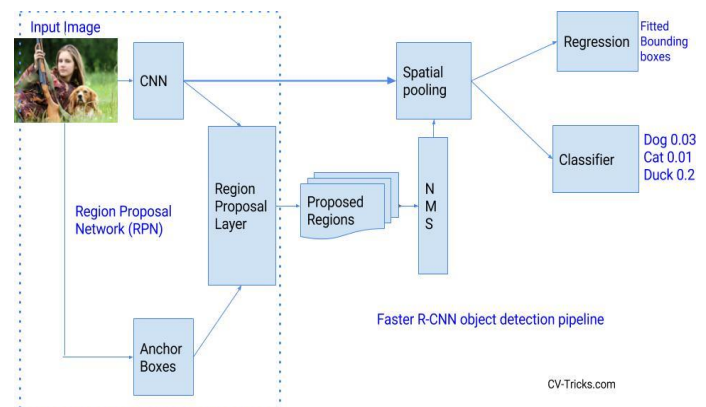 Input Image
CNN
Spatial
pooling
Regression
Fitted
Bounding
boxes
Classifier
Dog 0.03
Cat 0.01
Duck 0.2
Region
Proposal
Layer
Proposed
Regions
N
M
S
Region Proposal
Network (RPN)
Anchor
Boxes
Faster R-CNN object detection pipeline
CV-Tricks.com